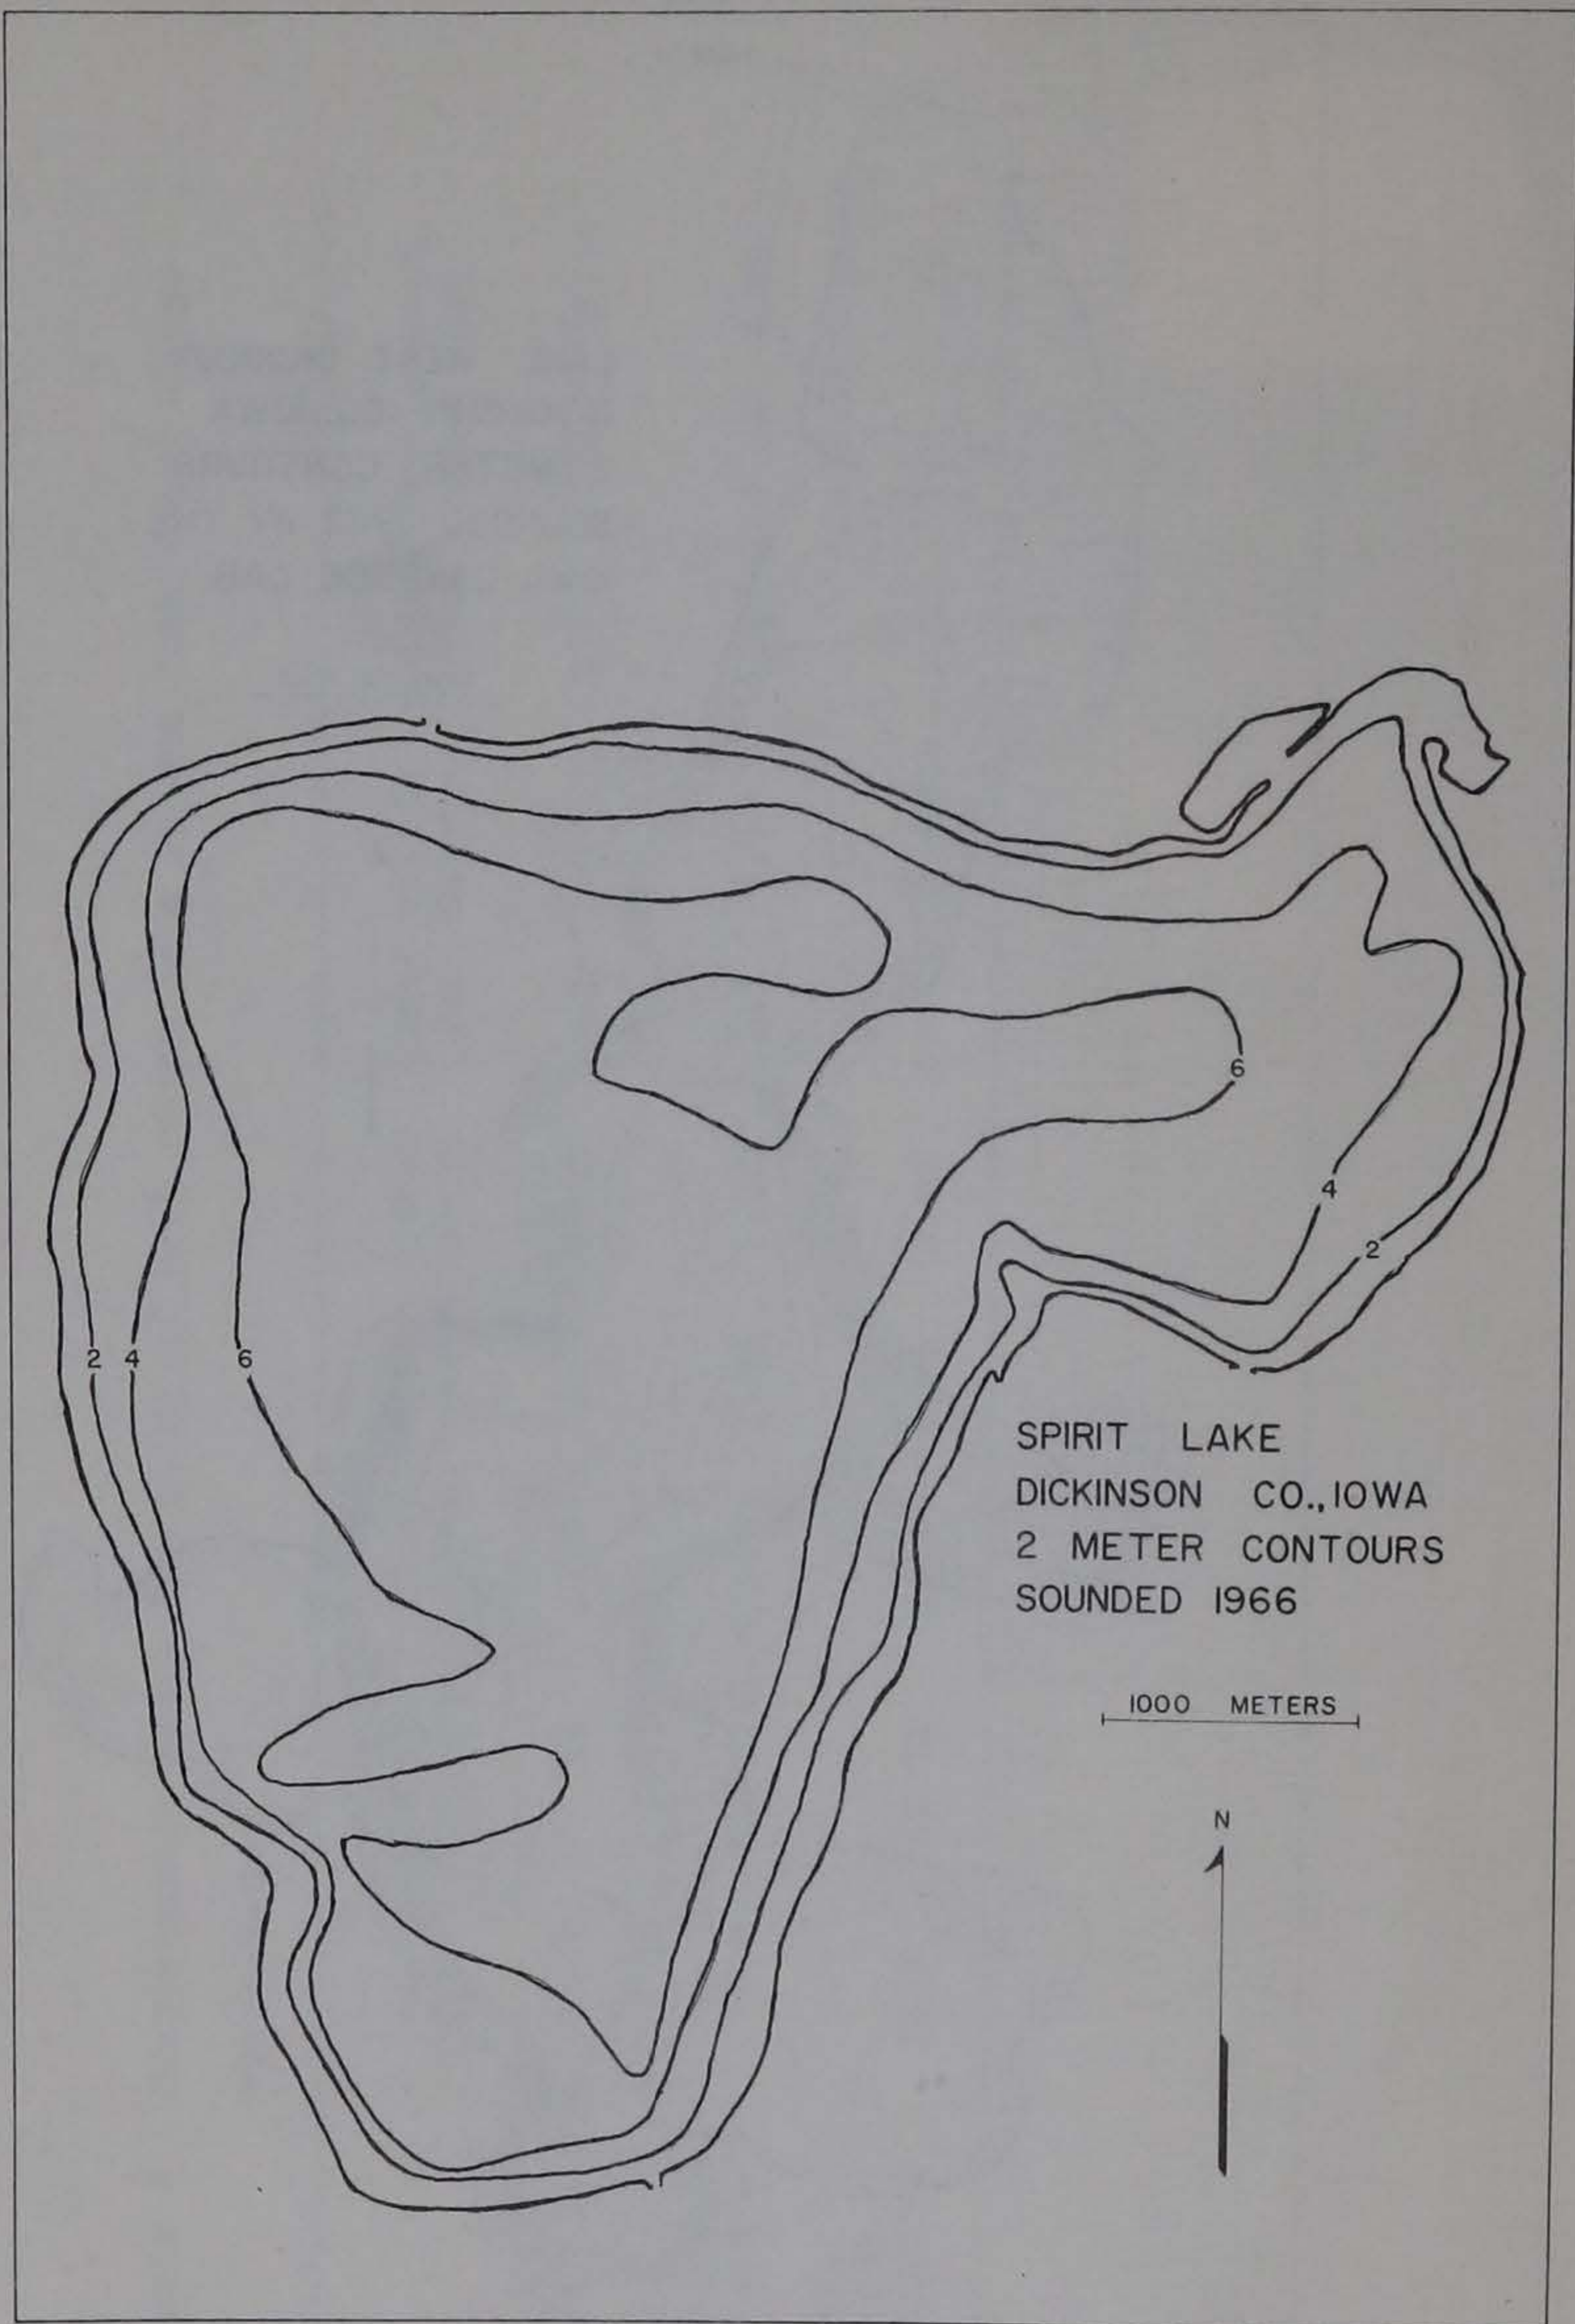 6
4
2
2 4 6
SPIRIT LAKE
DICKINSON CO., IOWA
2 METER CONTOURS
SOUNDED 1966
1000 METERS
N